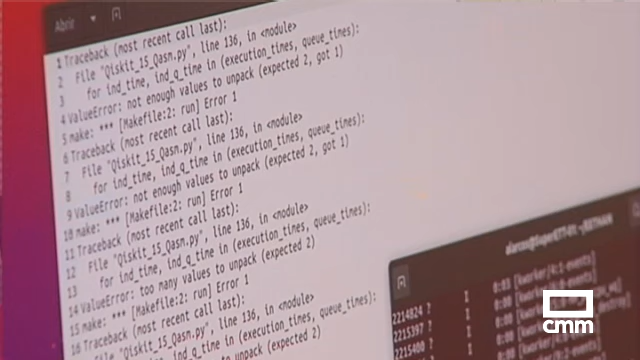 Abrir
1 Traceback (most recent call last):
2   File "Qiskit_15_Qasm.py", line 136, in <module>
3     for ind_time, ind_q_time in (execution_times, queue_times):
4 ValueError: not enough values to unpack (expected 2, got 1)
5 make: *** [Makefile:2: run] Error 1
6 Traceback (most recent call last):
7   File "Qiskit_15_Qasm.py", line 136, in <module>
8     for ind_time, ind_q_time in (execution_times, queue_times):
9 ValueError: not enough values to unpack (expected 2, got 1)
10 make: *** [Makefile:2: run] Error 1
11 Traceback (most recent call last):
12   File "Qiskit_15_Qasm.py", line 136, in <module>
13     for ind_time, ind_q_time in (execution_times, queue_times):
14 ValueError: too many values to unpack (expected 2)
15 make: *** [Makefile:2: run] Error 1
16 Traceback (most recent call last):
File "Qiskit_15_Qasm.py", line 136, in <module>
for ind_time, ind_q_time in (execution_times, queue_times):
values to unpack (expected 2)
0:03 [kworker/4:1-events]
2214824 ? I 0:00
2215397 ? I 0:00
2215400 ? I
cmm